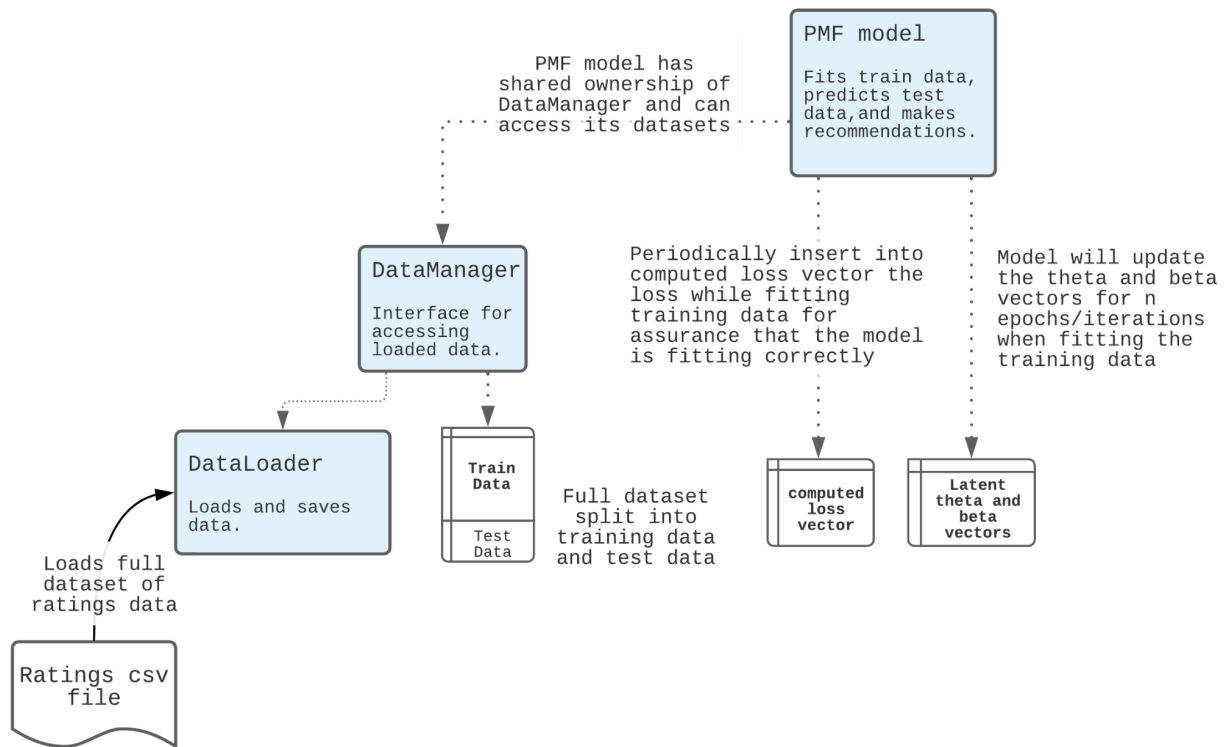 PMF model
Fits train data,
predicts test
data,and makes
recommendations.
PMF model has
shared ownership of
DataManager and can
access its datasets
DataManager
Interface for
accessing
loaded data.
Periodically insert into
computed loss vector the
loss while fitting
training data for
assurance that the model
is fitting correctly
Model will update
the theta and beta
vectors for n
epochs/iterations
when fitting the
training data
DataLoader
Loads and saves
data.
Train
Data
Test
Data
Full dataset
split into
training data
and test data
computed
loss
vector
Latent
theta and
beta
vectors
Loads full
dataset of
ratings data
Ratings csv
file